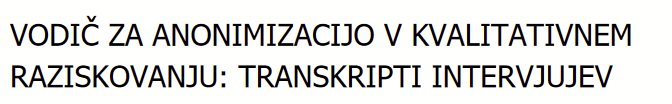 VODIČ ZA ANONIMIZACIJO V KVALITATIVNEM
RAZISKOVANJU: TRANSKRIPTI INTERVJUJEV